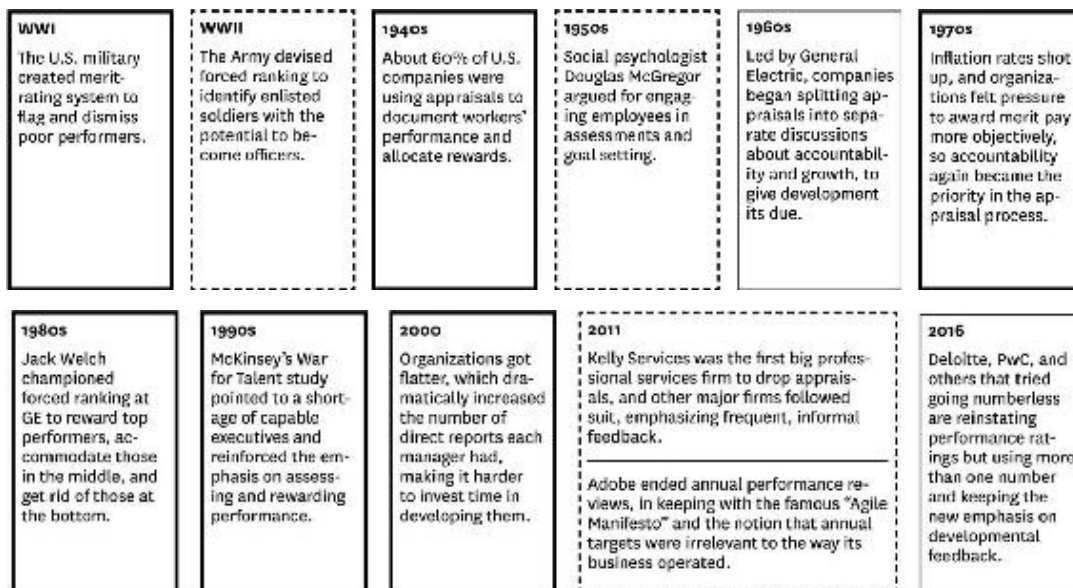 WWI
The U.S. military
created merit-
rating system to
flag and dismiss
poor performers.
WWII
The Army devised
forced ranking to
identify enlisted
soldiers with the
potential to be-
come officers.
1940s
About 60% of U.S.
companies were
using appraisals to
document workers'
performance and
allocate rewards.
1950s
Social psychologist
Douglas McGregor
argued for engag-
ing employees in
assessments and
goal setting.
1960s
Led by General
Electric, companies
began splitting ap-
praisals into sepa-
rate discussions
about accountabil-
ity and growth, to
give development
its due.
1970s
Inflation rates shot
up, and organiza-
tions felt pressure
to award merit pay
more objectively,
so accountability
again became the
priority in the ap-
praisal process.
1980s
Jack Welch
championed
forced ranking at
GE to reward top
performers, ac-
commodate those
in the middle, and
get rid of those at
the bottom.
1990s
McKinsey's War
for Talent study
pointed to a short-
age of capable
executives and
reinforced the em-
phasis on assess-
ing and rewarding
performance.
2000
Organizations got
flatter, which dra-
matically increased
the number of
direct reports each
manager had,
making it harder
to invest time in
developing them.
2011
Kelly Services was the first big profes-
sional services firm to drop apprais-
als, and other major firms followed
suit, emphasizing frequent, informal
feedback.
Adobe ended annual performance re-
views, in keeping with the famous "Agile
Manifesto" and the notion that annual
targets were irrelevant to the way its
business operated.
2016
Deloitte, PwC, and
others that tried
going numberless
are reinstating
performance rat-
ings but using more
than one number
and keeping the
new emphasis on
developmental
feedback.